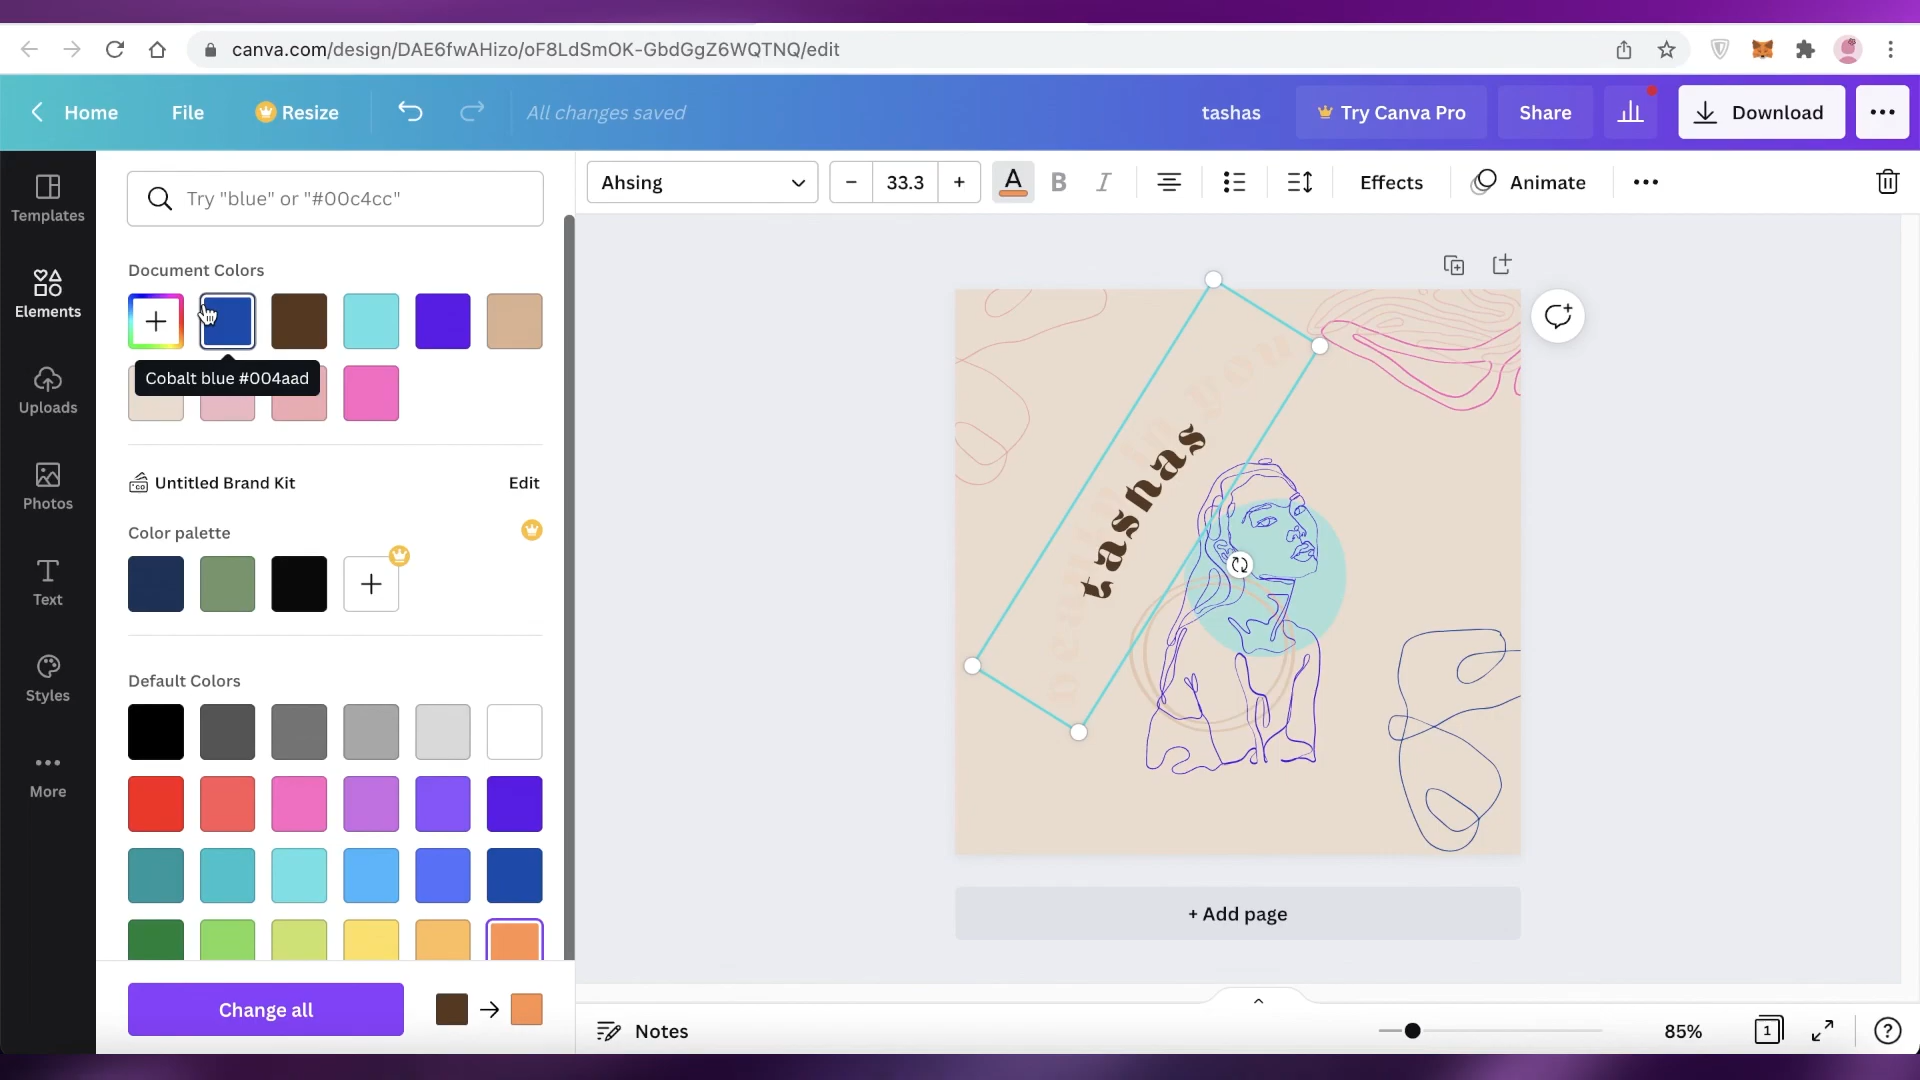 canva.com/design/DAE6fwAHizo/oF8LdSmOK-GbdGgZ6WQTNQ/edit
Home File Resize All changes saved tashas Try Canva Pro Share Download
Templates
Elements
Uploads
Photos
Text
Styles
More
Try "blue" or "#00c4cc"
Document Colors
Cobalt blue #004aad
Untitled Brand Kit Edit
Color palette
Default Colors
Change all
Ahsing 33.3 A B I Effects Animate
tashas
+ Add page
Notes 85% 1